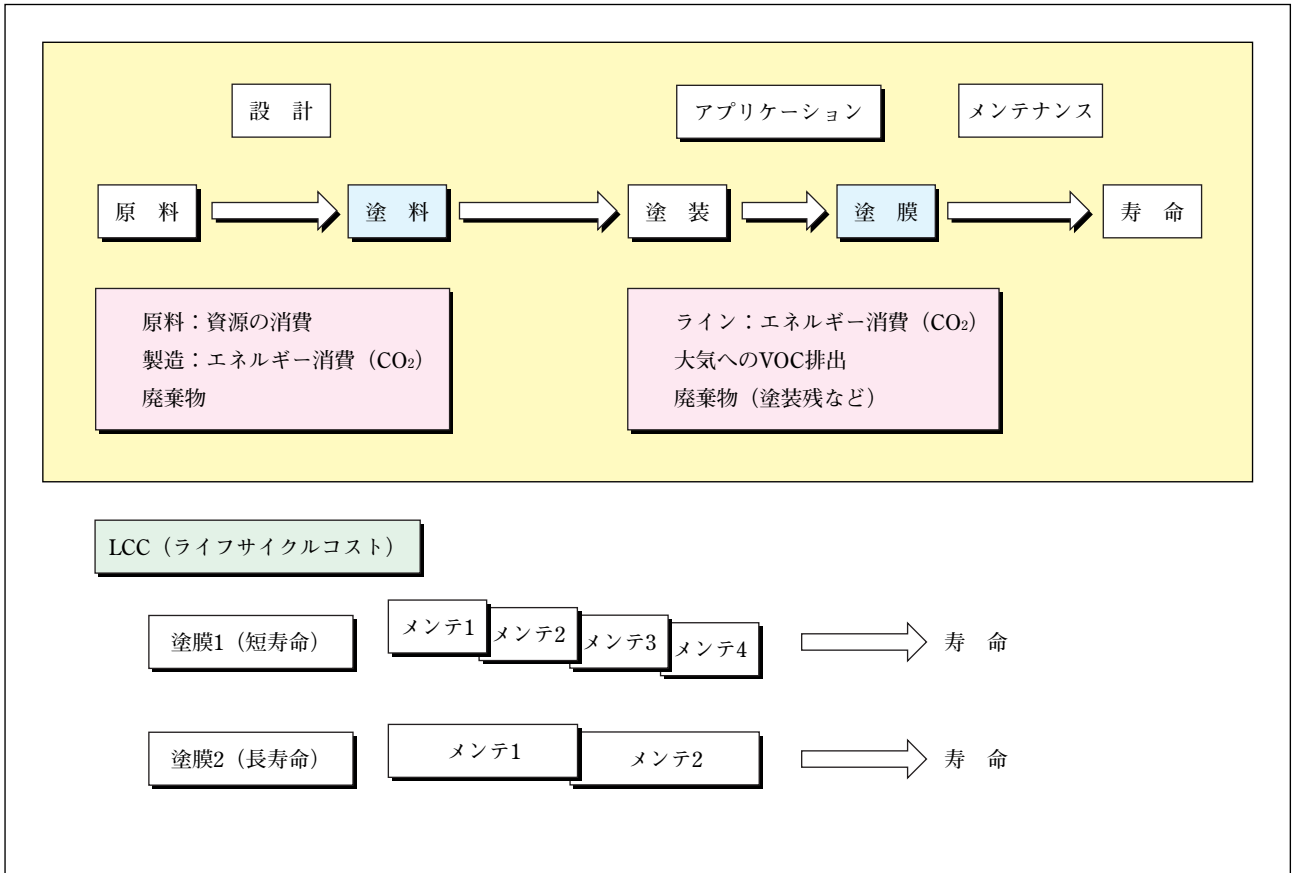 設 計
アプリケーション
メンテナンス
原 料
塗 料
塗 装
塗 膜
寿 命
原料：資源の消費
製造：エネルギー消費（CO₂）
廃棄物
ライン：エネルギー消費（CO₂）
大気へのVOC排出
廃棄物（塗装残など）
LCC（ライフサイクルコスト）
塗膜1（短寿命）
メンテ1
メンテ2
メンテ3
メンテ4
寿 命
塗膜2（長寿命）
メンテ1
メンテ2
寿 命